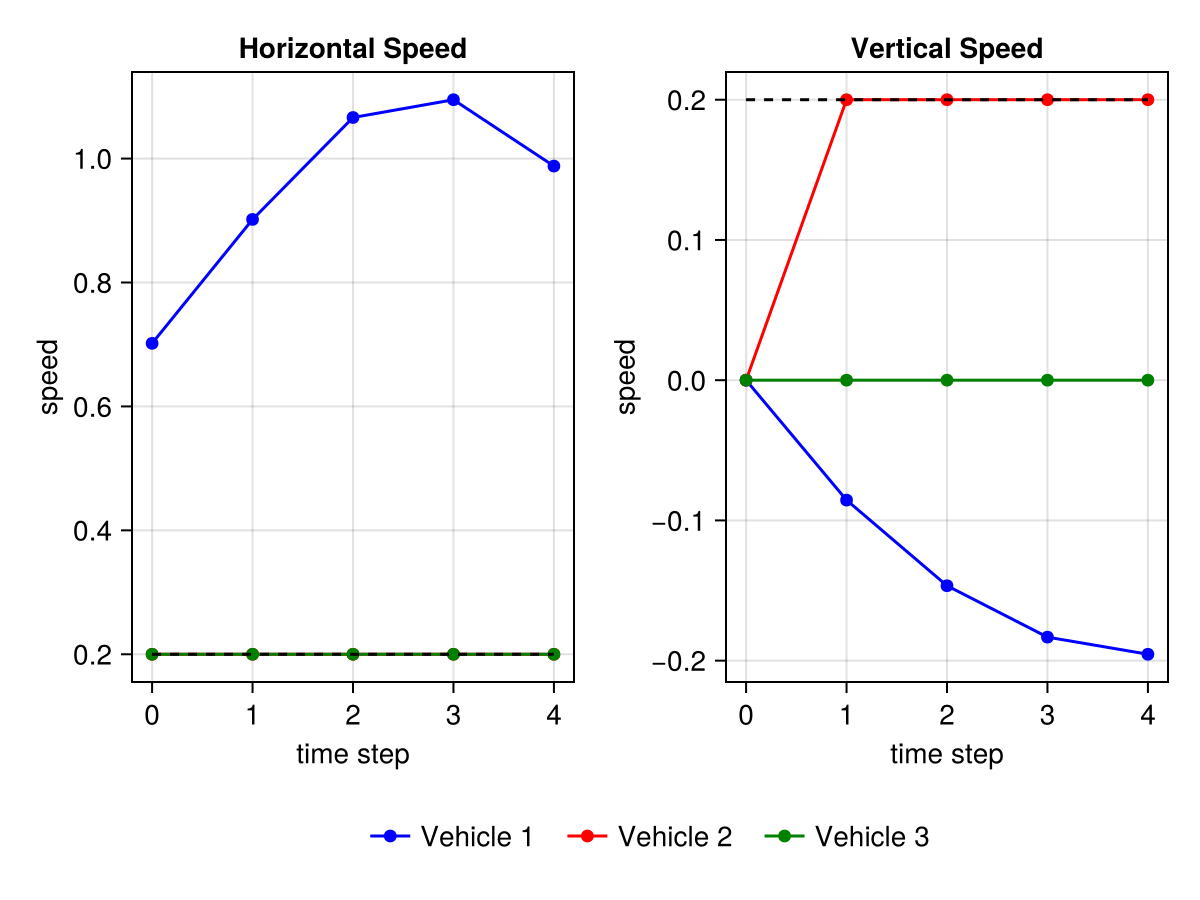 Horizontal Speed
speed
1.0
0.8
0.6
0.4
0.2
0 1 2 3 4
time step
Vertical Speed
speed
0.2
0.1
0.0
−0.1
−0.2
0 1 2 3 4
time step
Vehicle 1 Vehicle 2 Vehicle 3